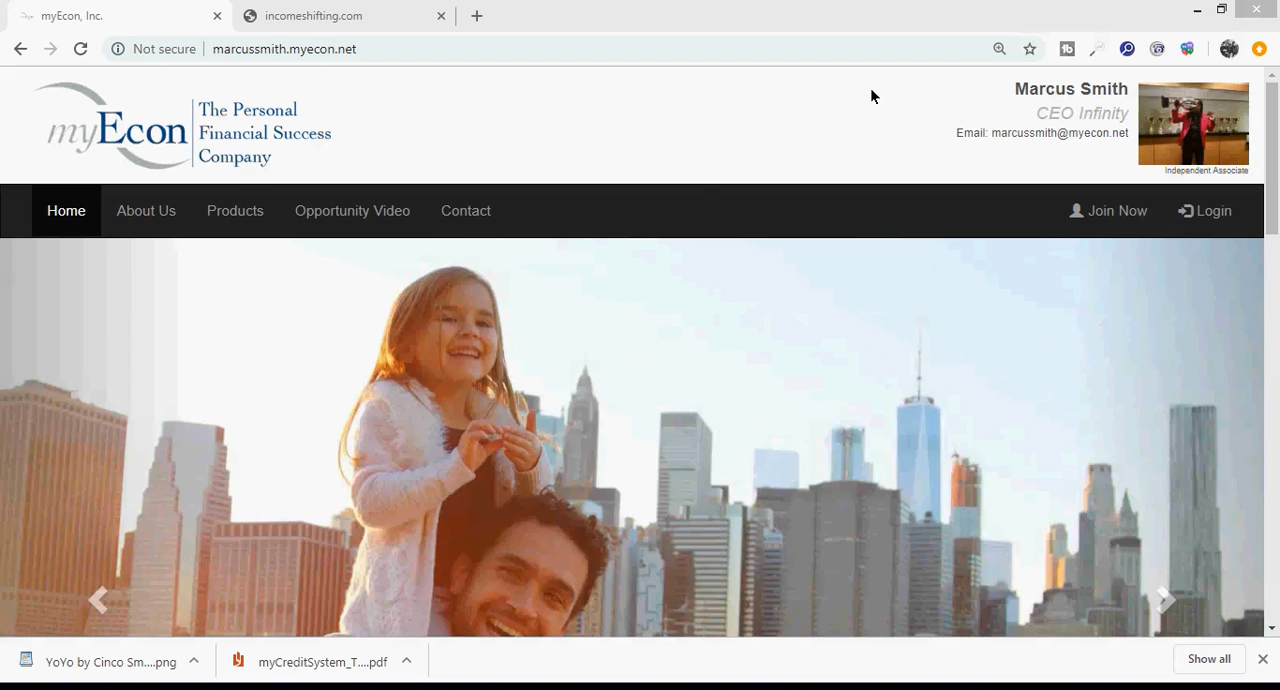 myEcon, Inc.
incomeshifting.com
Not secure
marcussmith.myecon.net
myEcon
The Personal
Financial Success
Company
Marcus Smith
CEO Infinity
Email: marcussmith@myecon.net
Independent Associate
Home
About Us
Products
Opportunity Video
Contact
Join Now
Login
YoYo by Cinco Sm....png
myCreditSystem_T....pdf
Show all